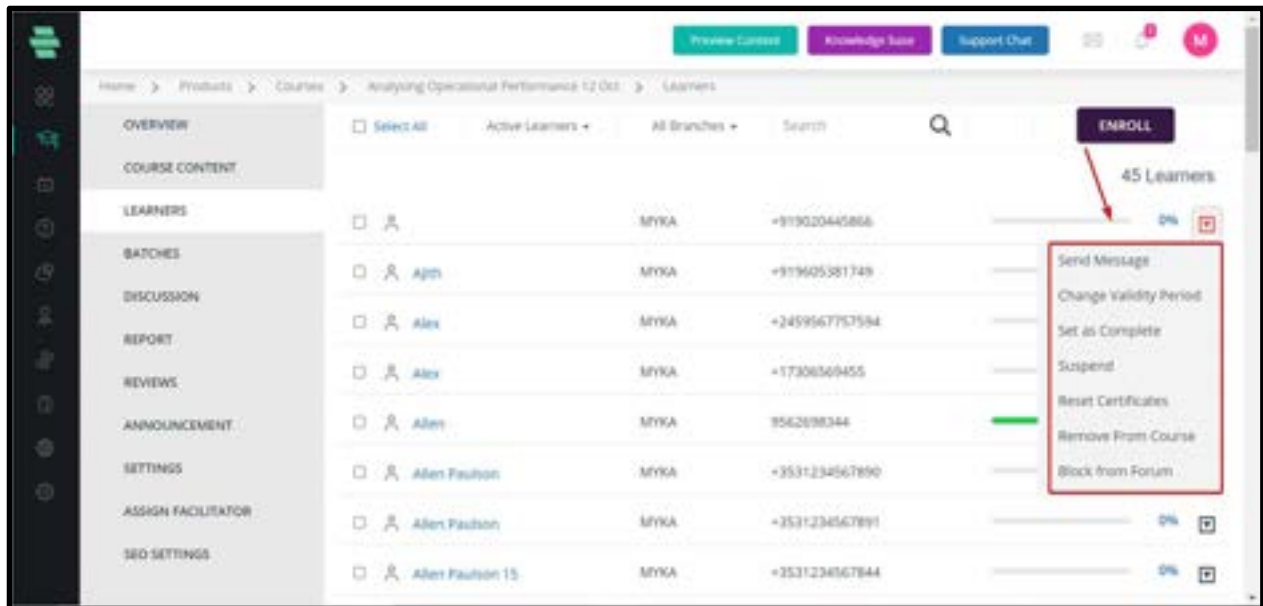 Preview Content Knowledge Base Support Chat M
Home > Products > Courses > Analysing Operational Performance 12 Oct > Learners
OVERVIEW
COURSE CONTENT
LEARNERS
BATCHES
DISCUSSION
REPORT
REVIEWS
ANNOUNCEMENT
SETTINGS
ASSIGN FACILITATOR
SEO SETTINGS
Select All Active Learners All Branches Search ENROLL
45 Learners
MYKA +919020445866 0%
Ajith MYKA +919605381749
Alex MYKA +2459567757594
Alex MYKA +17306569455
Allen MYKA 9562698344
Allen Paulson MYKA +3531234567890
Allen Paulson MYKA +3531234567891 0%
Allen Paulson 15 MYKA +3531234567844 0%
Send Message
Change Validity Period
Set as Complete
Suspend
Reset Certificates
Remove From Course
Block from Forum